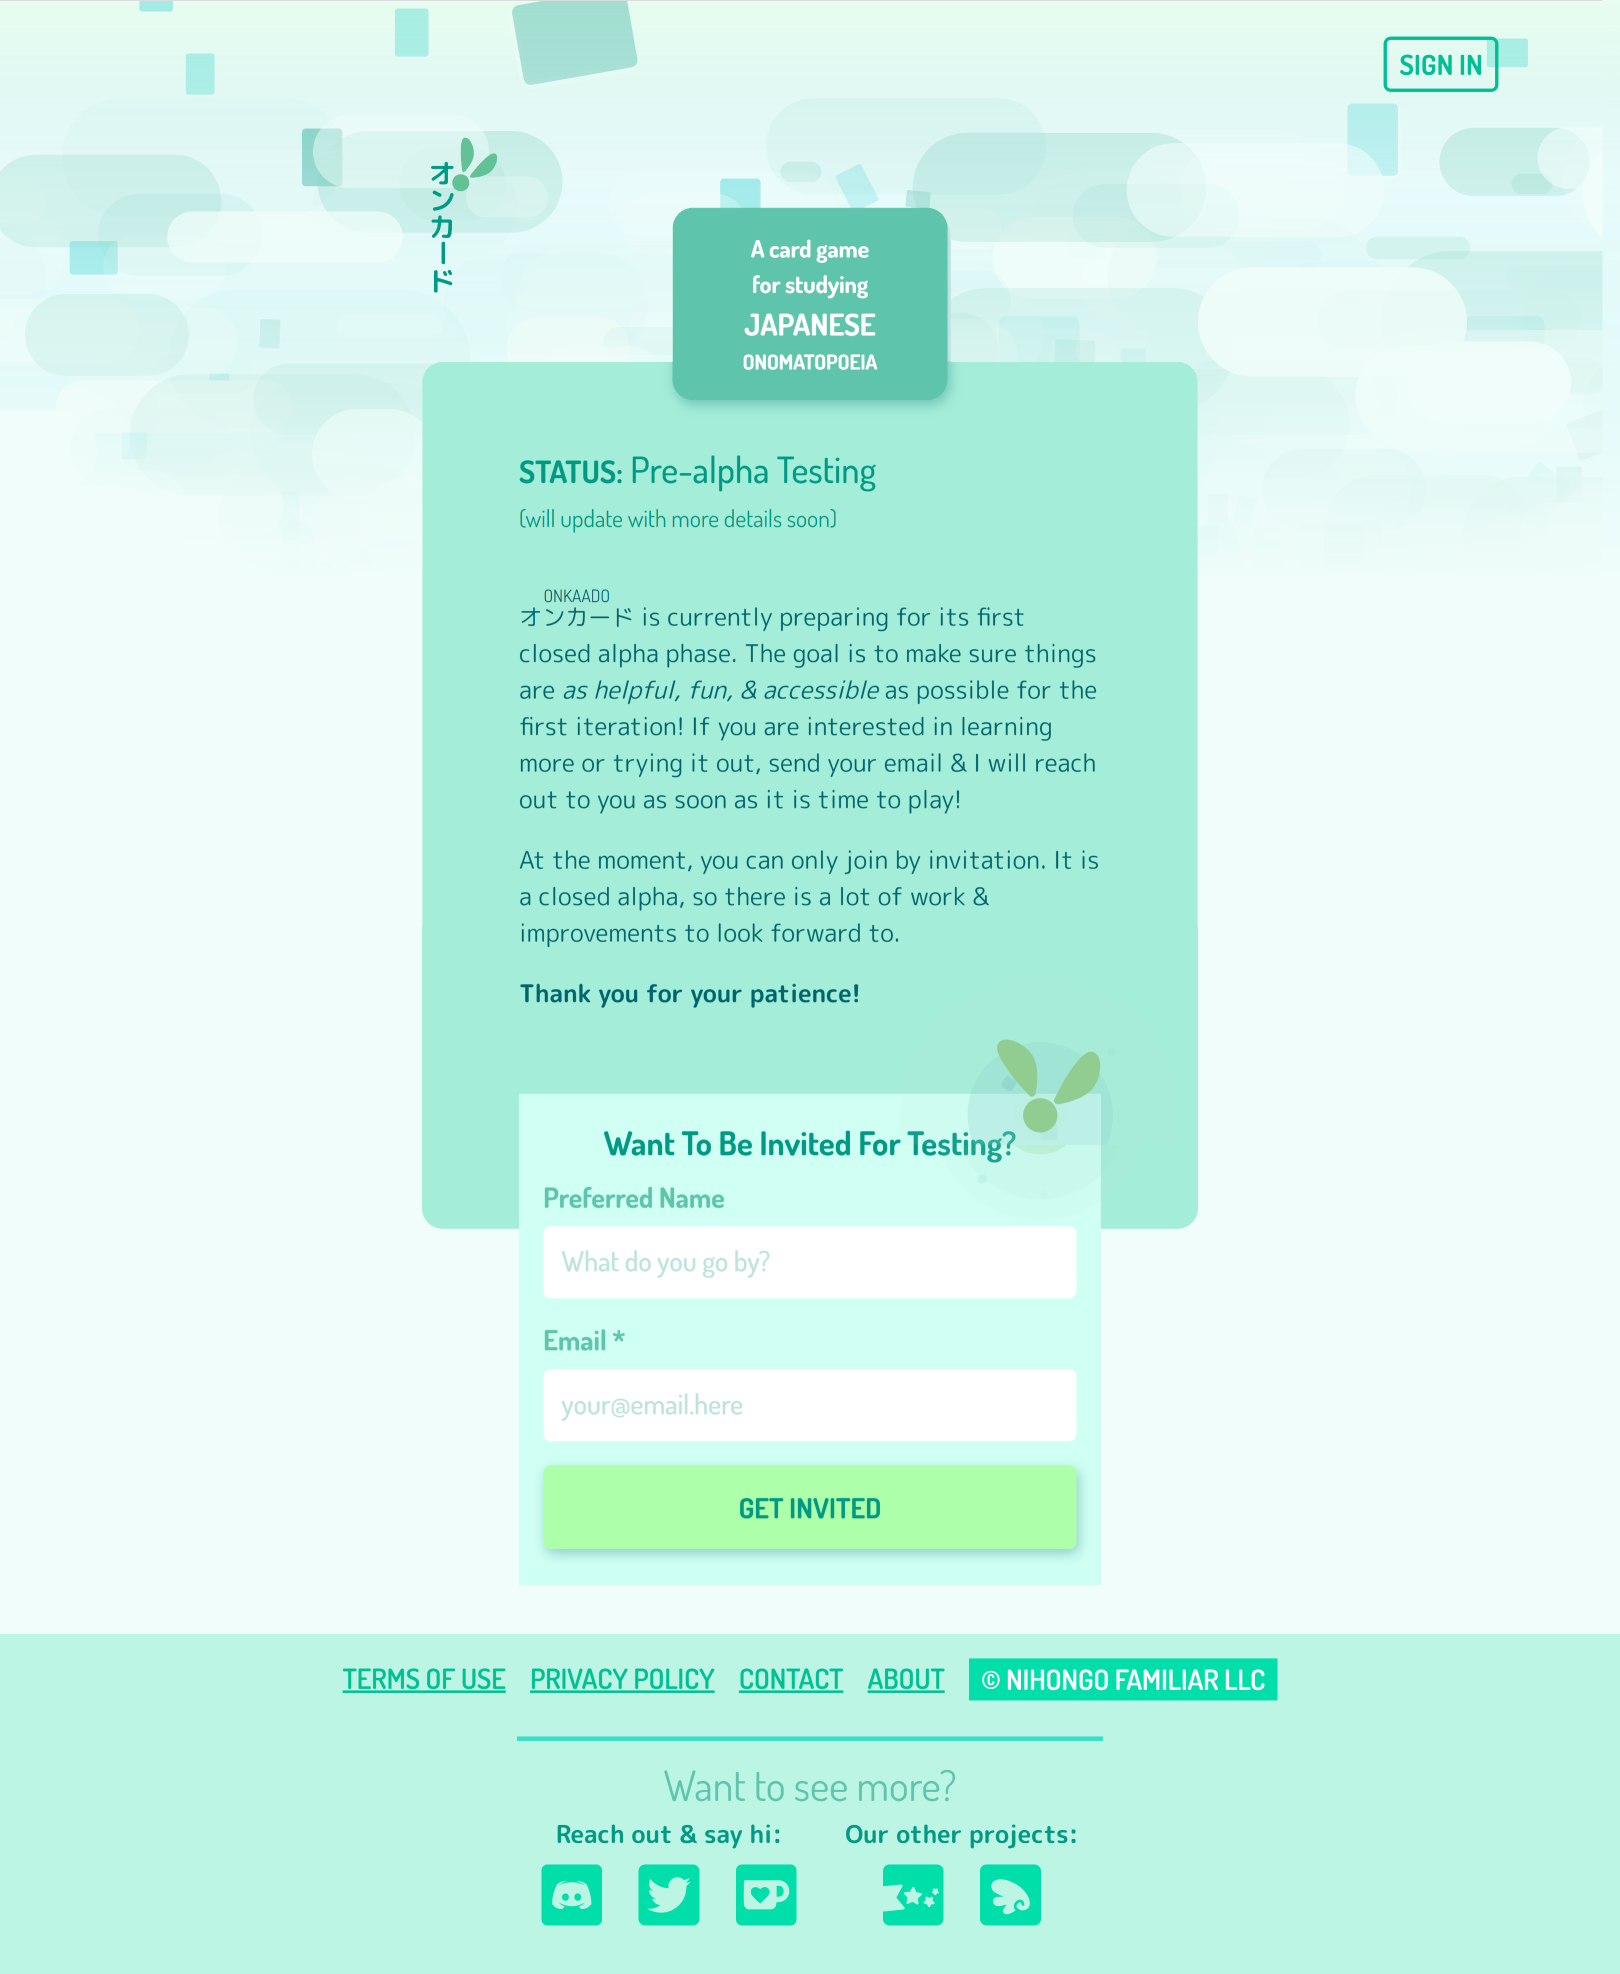 SIGN IN
オンカード
A card game
for studying
JAPANESE
ONOMATOPOEIA
STATUS: Pre-alpha Testing
(will update with more details soon)
ONKAADO
オンカード is currently preparing for its first
closed alpha phase. The goal is to make sure things
are as helpful, fun, & accessible as possible for the
first iteration! If you are interested in learning
more or trying it out, send your email & I will reach
out to you as soon as it is time to play!
At the moment, you can only join by invitation. It is
a closed alpha, so there is a lot of work &
improvements to look forward to.
Thank you for your patience!
Want To Be Invited For Testing?
Preferred Name
What do you go by?
Email *
your@email.here
GET INVITED
TERMS OF USE PRIVACY POLICY CONTACT ABOUT © NIHONGO FAMILIAR LLC
Want to see more?
Reach out & say hi: Our other projects: